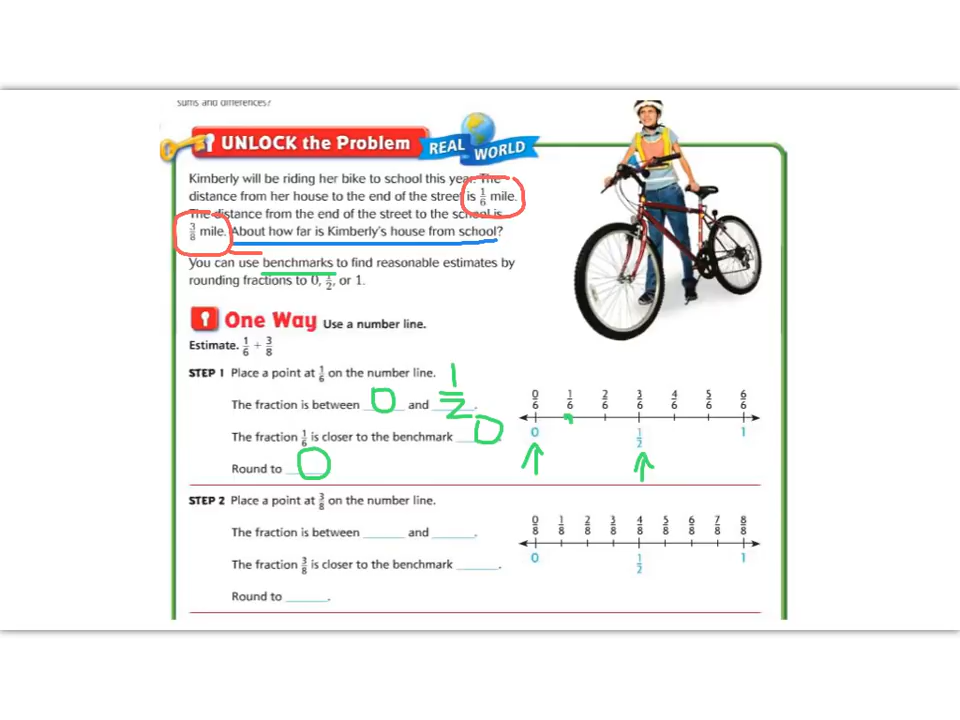 sums and differences?
UNLOCK the Problem REAL WORLD
Kimberly will be riding her bike to school this year. The
distance from her house to the end of the street is 1/6 mile.
The distance from the end of the street to the school is
3/8 mile. About how far is Kimberly's house from school?
You can use benchmarks to find reasonable estimates by
rounding fractions to 0, 1/2, or 1.
One Way Use a number line.
Estimate. 1/6 + 3/8
STEP 1 Place a point at 1/6 on the number line.
The fraction is between 0 and 1/2.
The fraction 1/6 is closer to the benchmark 0
Round to 0
0/6 1/6 2/6 3/6 4/6 5/6 6/6
0 1/2 1
STEP 2 Place a point at 3/8 on the number line.
The fraction is between ____ and ____.
The fraction 3/8 is closer to the benchmark ____.
Round to ____.
0/8 1/8 2/8 3/8 4/8 5/8 6/8 7/8 8/8
0 1/2 1